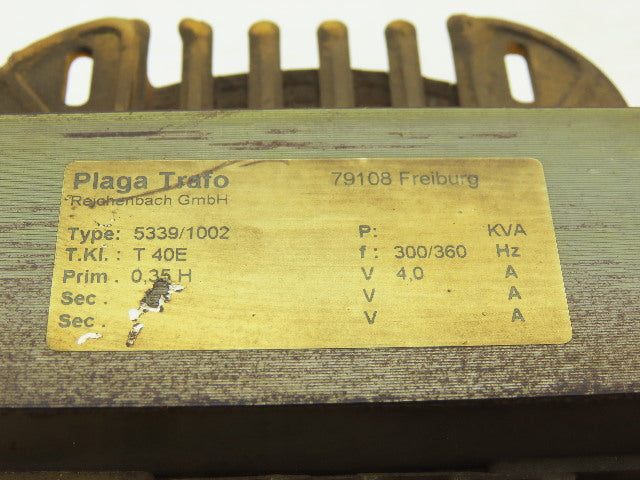 Plaga Trafo 79108 Freiburg
Reichenbach GmbH
Type: 5339/1002 P: KVA
T.Kl. : T 40E f : 300/360 Hz
Prim . 0,35 H V 4,0 A
Sec . V A
Sec . V A